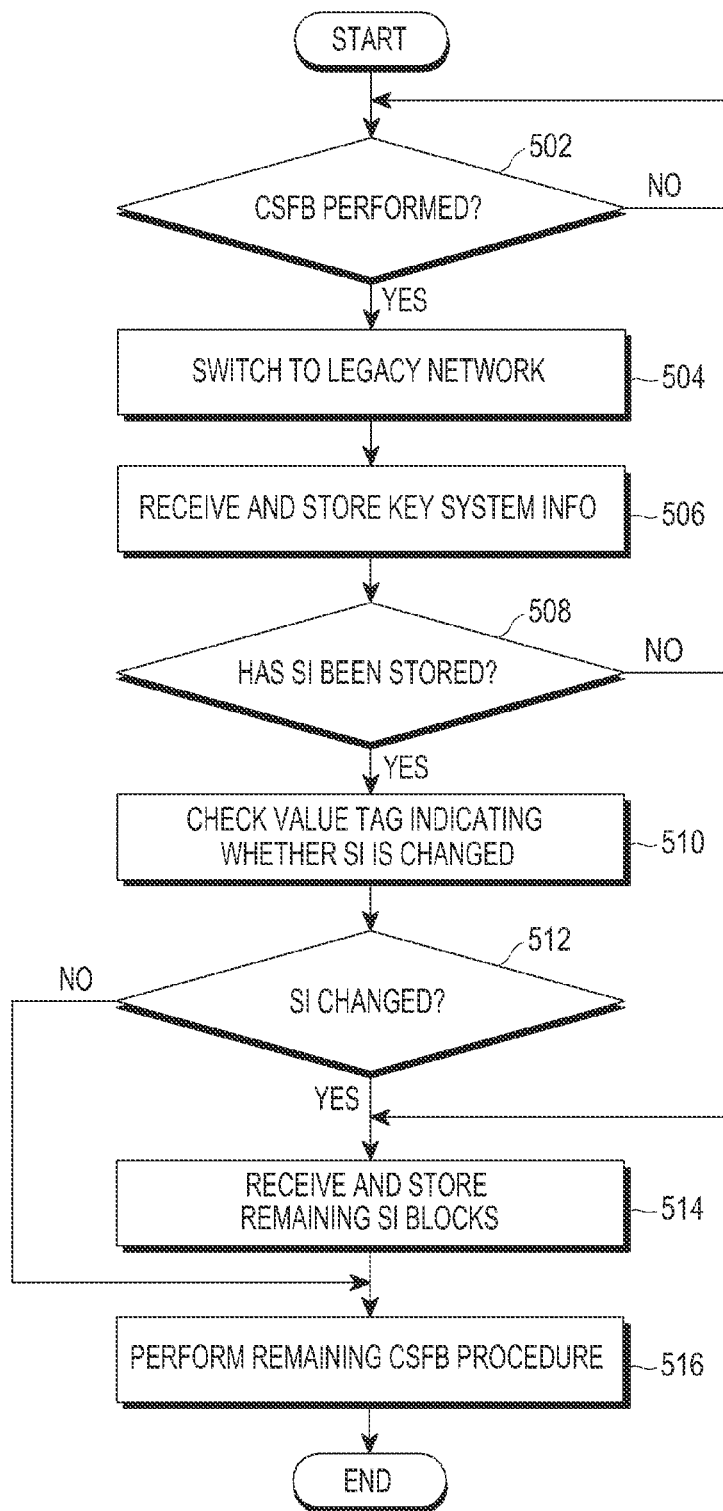 START
502
CSFB PERFORMED?
NO
YES
SWITCH TO LEGACY NETWORK
504
RECEIVE AND STORE KEY SYSTEM INFO
506
508
HAS SI BEEN STORED?
NO
YES
CHECK VALUE TAG INDICATING
WHETHER SI IS CHANGED
510
512
NO
SI CHANGED?
YES
RECEIVE AND STORE
REMAINING SI BLOCKS
514
PERFORM REMAINING CSFB PROCEDURE
516
END